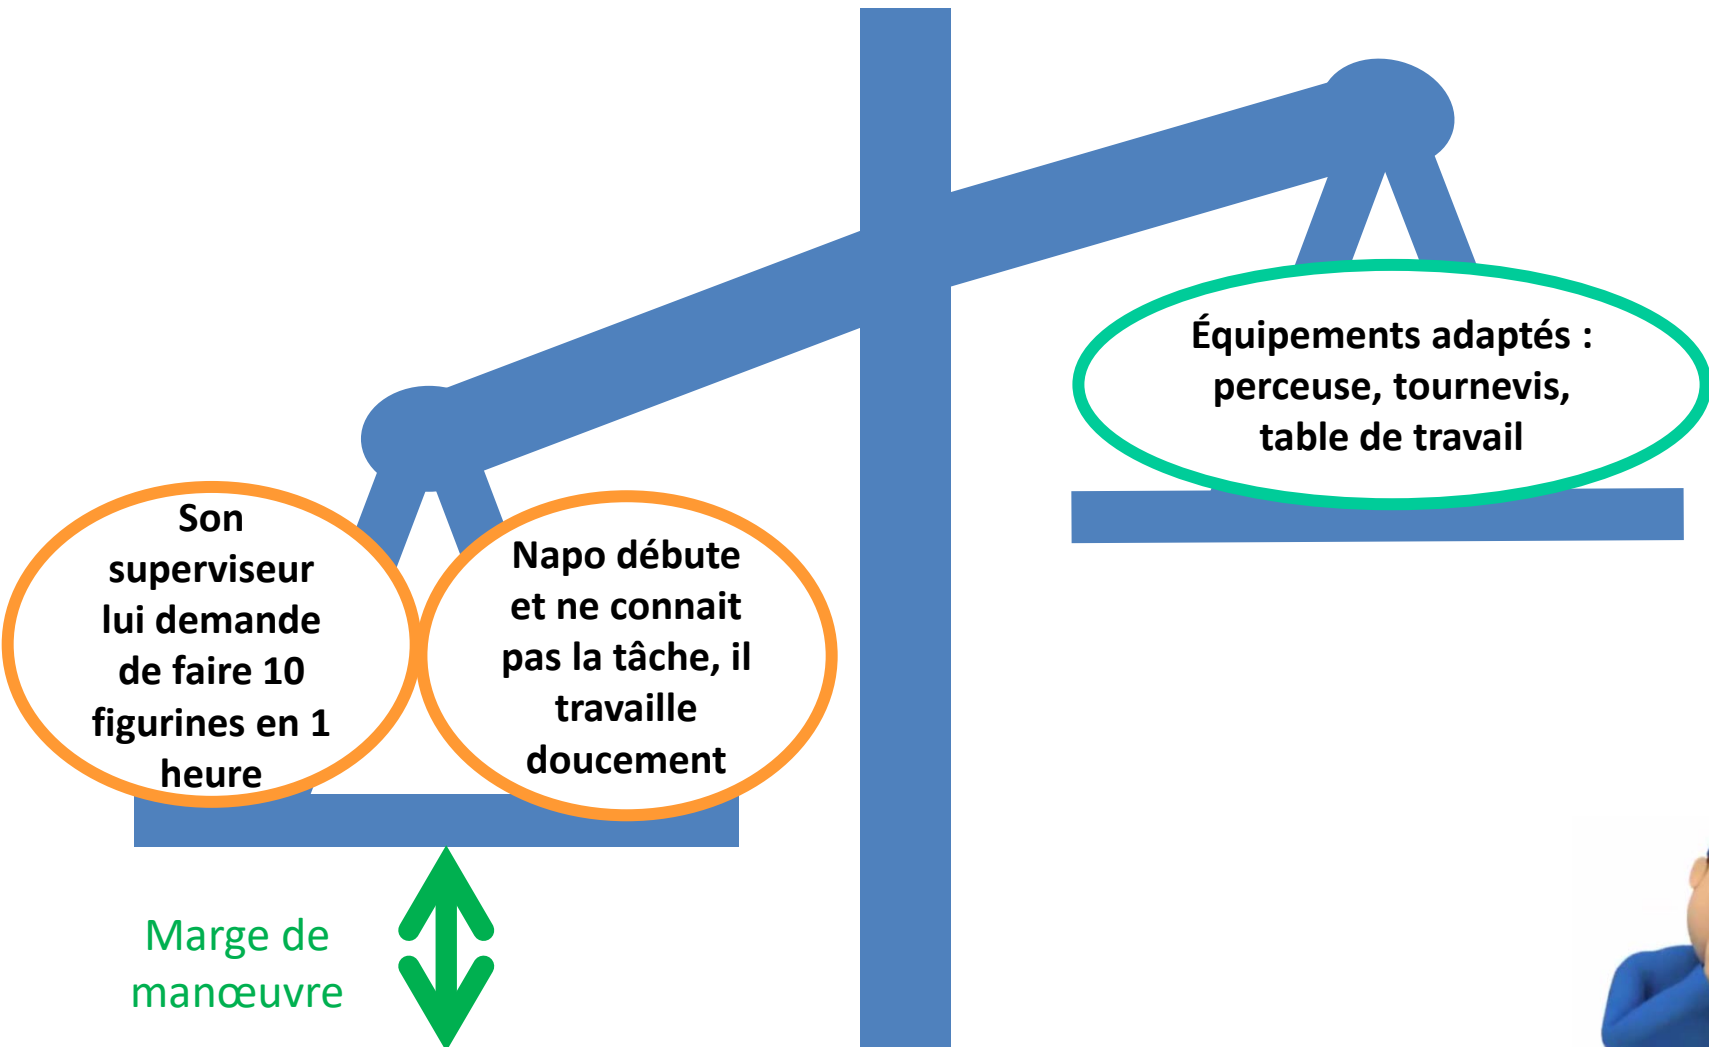 Équipements adaptés :
perceuse, tournevis,
table de travail
Son
superviseur
lui demande
de faire 10
figurines en 1
heure
Napo débute
et ne connait
pas la tâche, il
travaille
doucement
Marge de
manœuvre